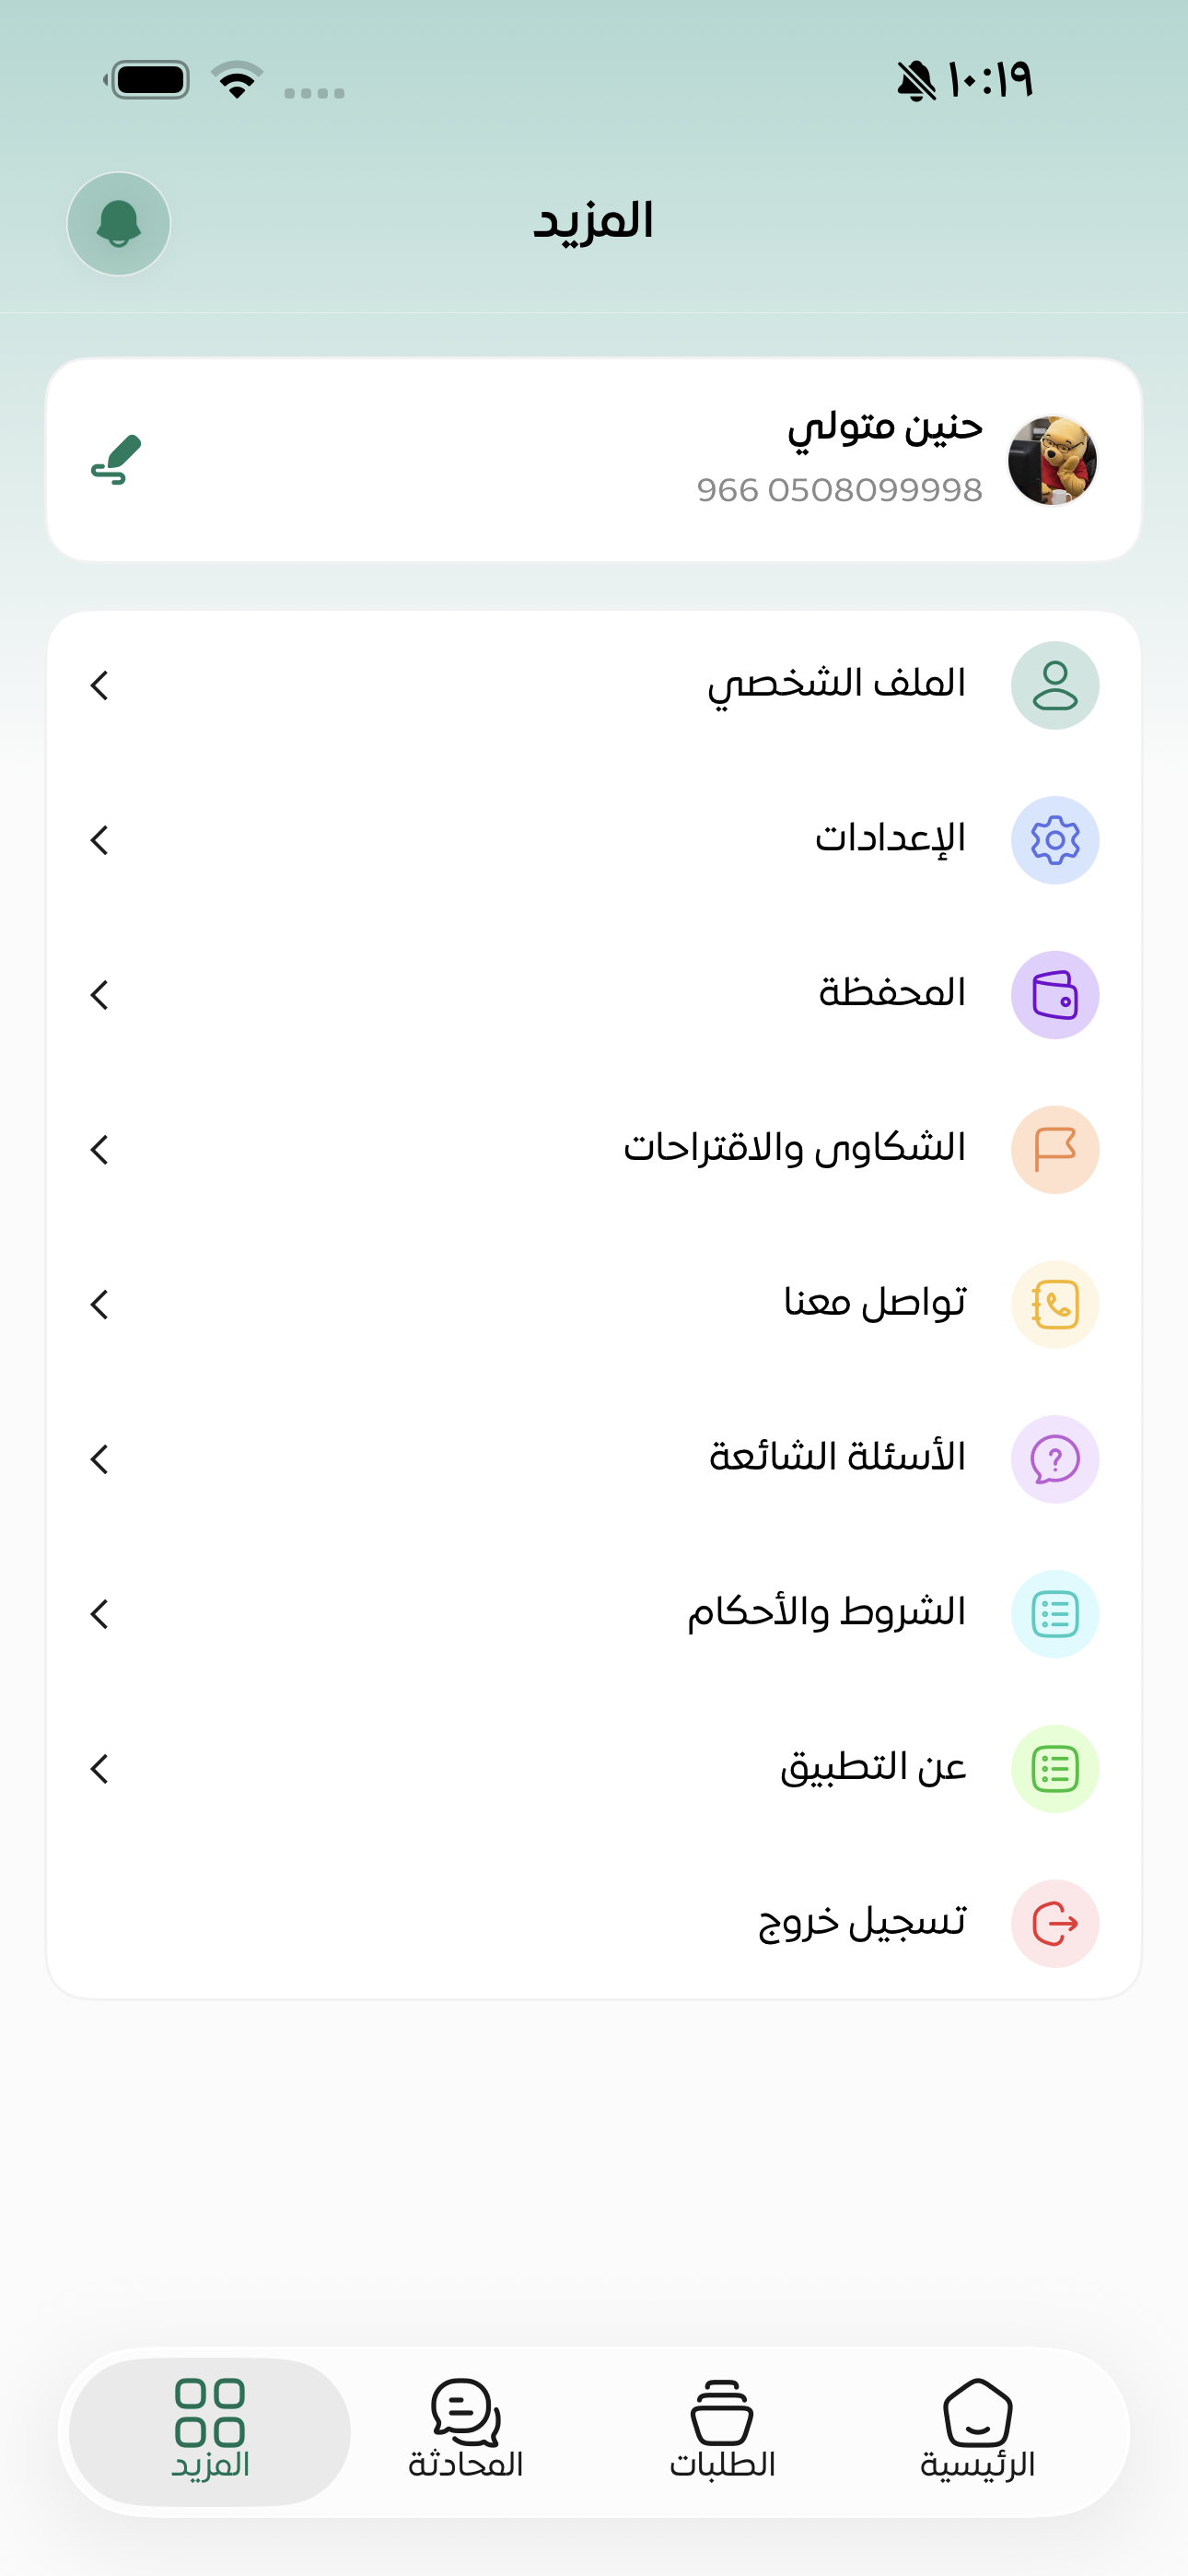 ١٠:١٩
المزيد
حنين متولي
966 0508099998
الملف الشخصي
الإعدادات
المحفظة
الشكاوى والاقتراحات
تواصل معنا
الأسئلة الشائعة
الشروط والأحكام
عن التطبيق
تسجيل خروج
الرئيسية
الطلبات
المحادثة
المزيد